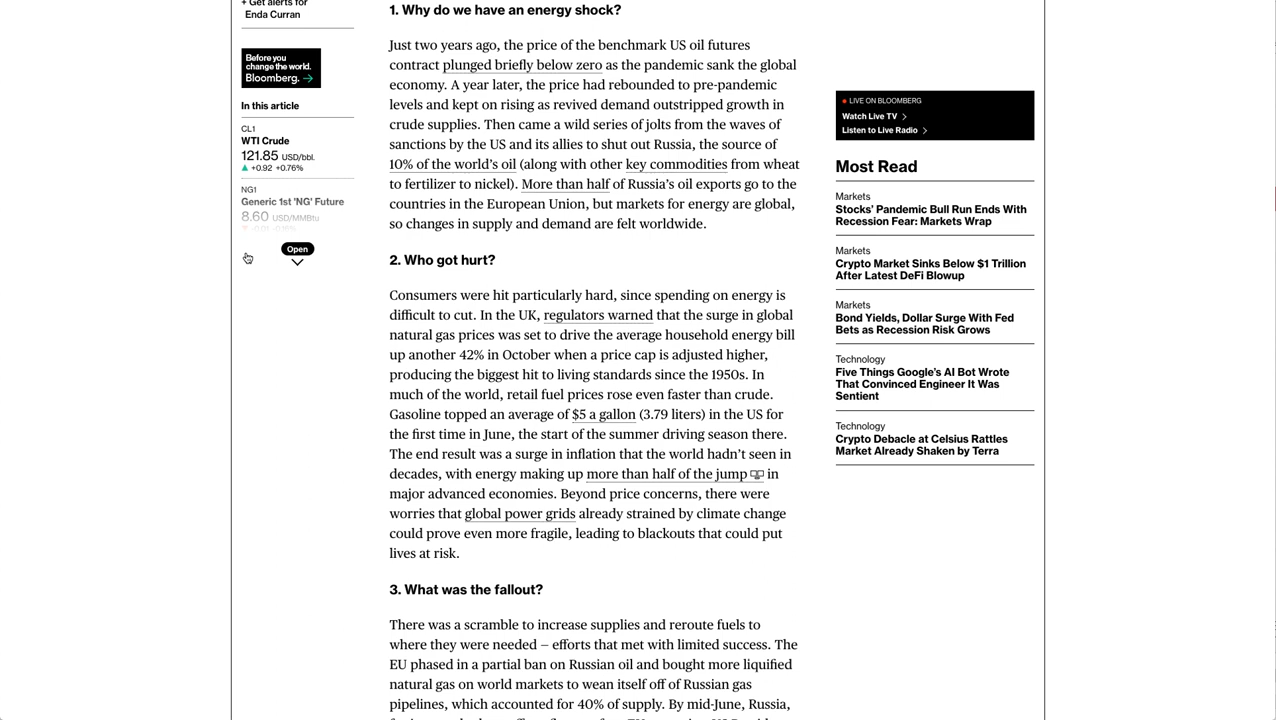 + Get alerts for
Enda Curran
Before you
change the world.
Bloomberg. →
In this article
CL1
WTI Crude
121.85 USD/bbl.
▲ +0.92 +0.76%
NG1
Generic 1st 'NG' Future
8.60 USD/MMBtu
▼ -0.01 -0.16%
Open
1. Why do we have an energy shock?
Just two years ago, the price of the benchmark US oil futures
contract plunged briefly below zero as the pandemic sank the global
economy. A year later, the price had rebounded to pre-pandemic
levels and kept on rising as revived demand outstripped growth in
crude supplies. Then came a wild series of jolts from the waves of
sanctions by the US and its allies to shut out Russia, the source of
10% of the world's oil (along with other key commodities from wheat
to fertilizer to nickel). More than half of Russia's oil exports go to the
countries in the European Union, but markets for energy are global,
so changes in supply and demand are felt worldwide.
2. Who got hurt?
Consumers were hit particularly hard, since spending on energy is
difficult to cut. In the UK, regulators warned that the surge in global
natural gas prices was set to drive the average household energy bill
up another 42% in October when a price cap is adjusted higher,
producing the biggest hit to living standards since the 1950s. In
much of the world, retail fuel prices rose even faster than crude.
Gasoline topped an average of $5 a gallon (3.79 liters) in the US for
the first time in June, the start of the summer driving season there.
The end result was a surge in inflation that the world hadn't seen in
decades, with energy making up more than half of the jump in
major advanced economies. Beyond price concerns, there were
worries that global power grids already strained by climate change
could prove even more fragile, leading to blackouts that could put
lives at risk.
3. What was the fallout?
There was a scramble to increase supplies and reroute fuels to
where they were needed — efforts that met with limited success. The
EU phased in a partial ban on Russian oil and bought more liquified
natural gas on world markets to wean itself off of Russian gas
pipelines, which accounted for 40% of supply. By mid-June, Russia,
LIVE ON BLOOMBERG
Watch Live TV
Listen to Live Radio
Most Read
Markets
Stocks' Pandemic Bull Run Ends With
Recession Fear: Markets Wrap
Markets
Crypto Market Sinks Below $1 Trillion
After Latest DeFi Blowup
Markets
Bond Yields, Dollar Surge With Fed
Bets as Recession Risk Grows
Technology
Five Things Google's AI Bot Wrote
That Convinced Engineer It Was
Sentient
Technology
Crypto Debacle at Celsius Rattles
Market Already Shaken by Terra